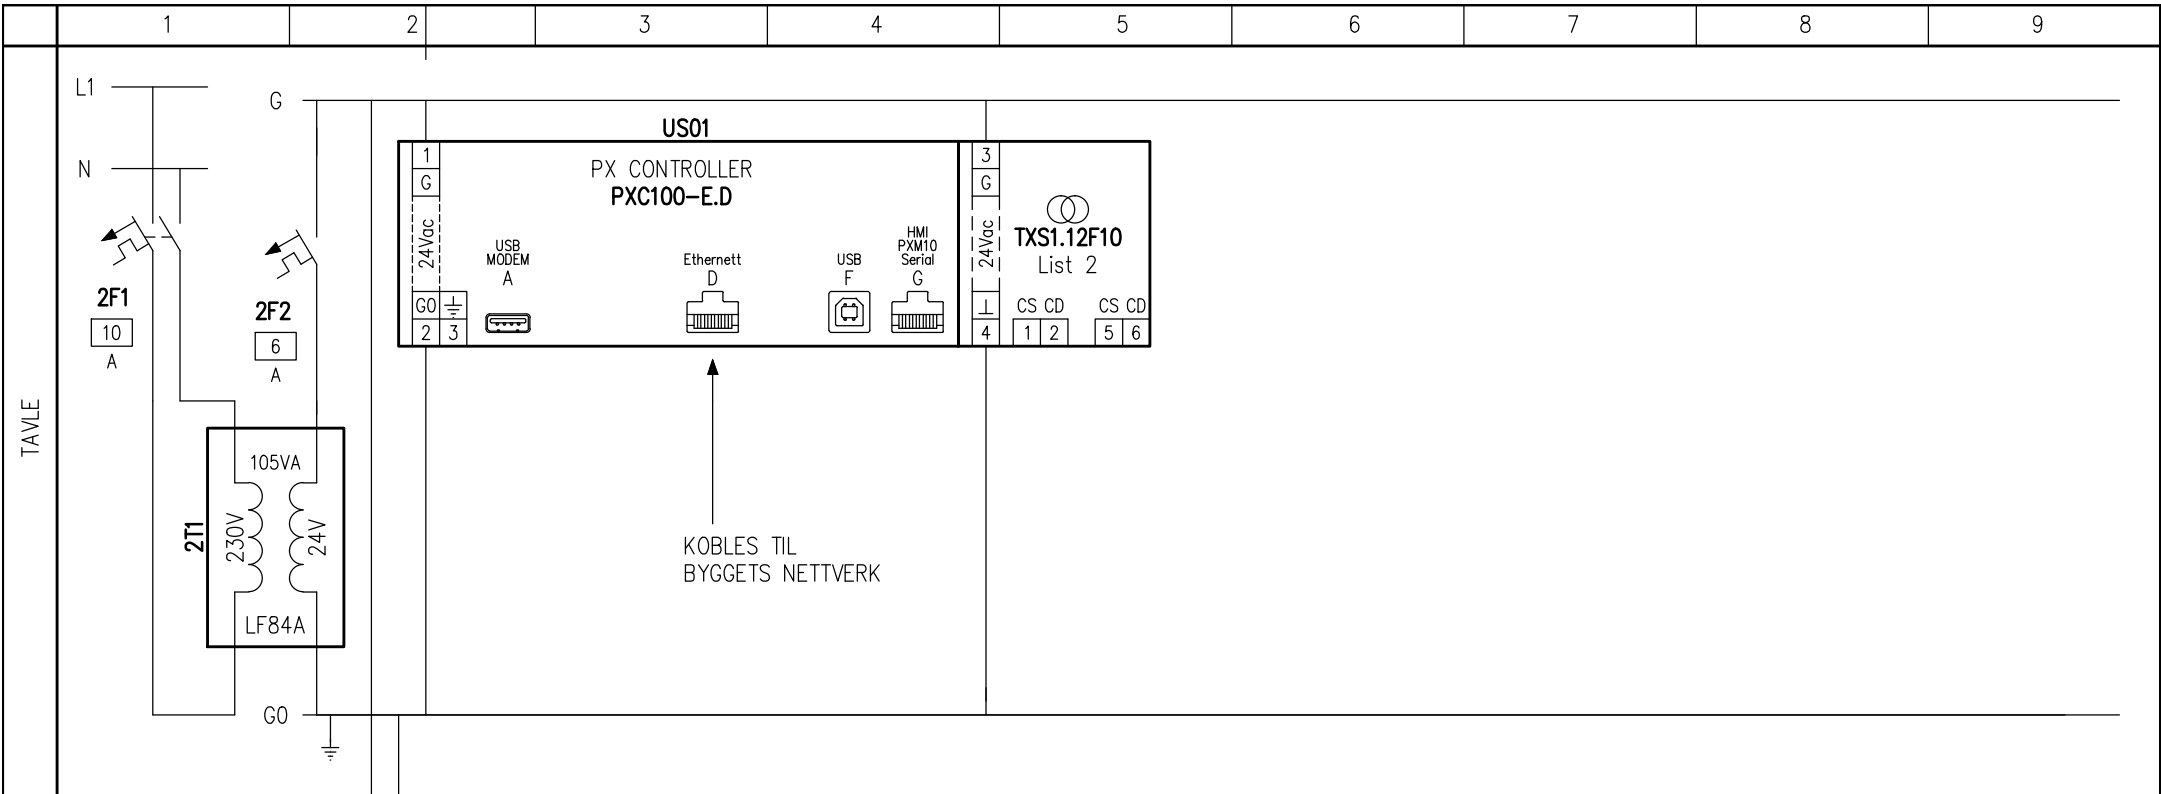 1 2 3 4 5 6 7 8 9
TAVLE
L1
G
N
2F1
10
A
2F2
6
A
2T1
105VA
230V
24V
LF84A
G0
US01
PX CONTROLLER
PXC100-E.D
1
G
24Vac
G0
2 3
USB
MODEM
A
Ethernett
D
USB
F
HMI
PXM10
Serial
G
3
G
24Vac
4
TXS1.12F10
List 2
CS CD CS CD
1 2 5 6
KOBLES TIL
BYGGETS NETTVERK